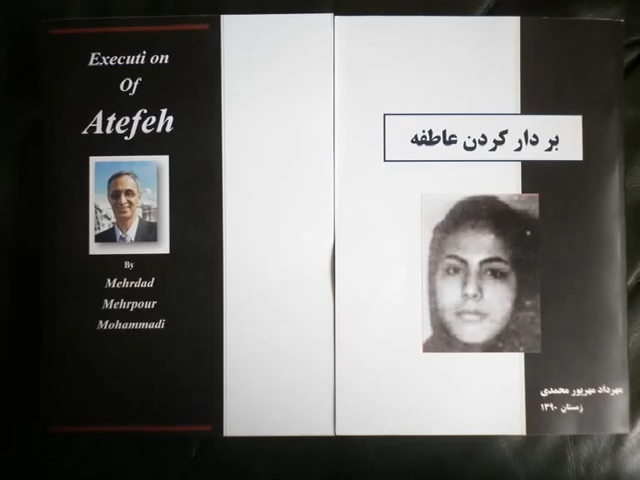 Executi on
Of
Atefeh
By
Mehrdad
Mehrpour
Mohammadi
بر دار کردن عاطفه
مهرداد مهرپور محمدی
زمستان ۱۳۹۰